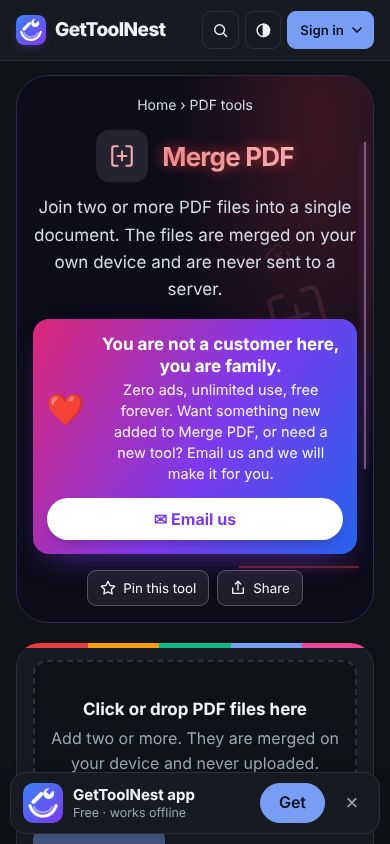 GetToolNest
Sign in
Home › PDF tools
Merge PDF
Join two or more PDF files into a single
document. The files are merged on your
own device and are never sent to a
server.
You are not a customer here,
you are family.
Zero ads, unlimited use, free
forever. Want something new
added to Merge PDF, or need a
new tool? Email us and we will
make it for you.
✉ Email us
Pin this tool
Share
Click or drop PDF files here
Add two or more. They are merged on
your device and never uploaded.
GetToolNest app
Free · works offline
Get
✕